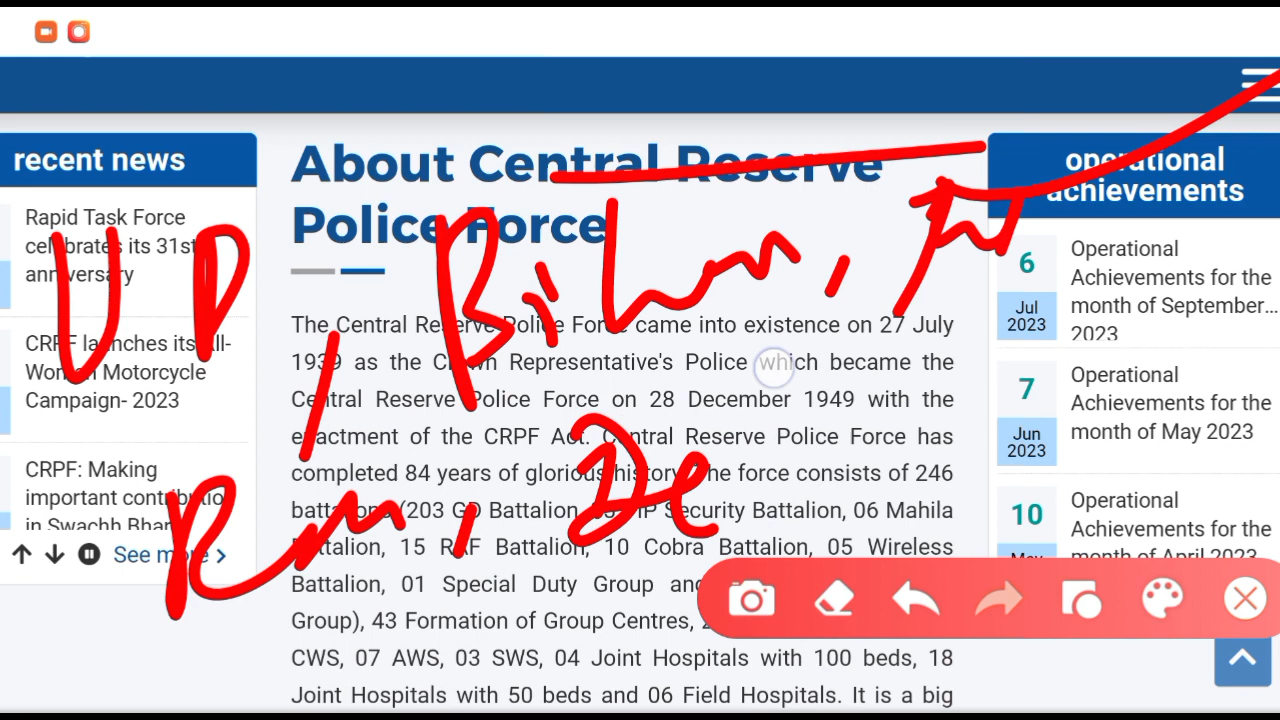 recent news
Rapid Task Force
celebrates its 31st
anniversary
CRPF launches its All-
Women Motorcycle
Campaign- 2023
CRPF: Making
important contribution
in Swachh
See more
About Central Reserve
Police Force
The Central Reserve Police Force came into existence on 27 July
1939 as the Crown Representative's Police which became the
Central Reserve Police Force on 28 December 1949 with the
enactment of the CRPF Act. Central Reserve Police Force has
completed 84 years of glorious history. The force consists of 246
battalions (203 GD Battalion, VIP Security Battalion, 06 Mahila
Battalion, 15 RAF Battalion, 10 Cobra Battalion, 05 Wireless
Battalion, 01 Special Duty Group and
Group), 43 Formation of Group Centres,
CWS, 07 AWS, 03 SWS, 04 Joint Hospitals with 100 beds, 18
Joint Hospitals with 50 beds and 06 Field Hospitals. It is a big
operational
achievements
6
Jul
2023
Operational
Achievements for the
month of September...
2023
7
Jun
2023
Operational
Achievements for the
month of May 2023
10
May
Operational
Achievements for the
month of April 2023
UP, Bihar,
De